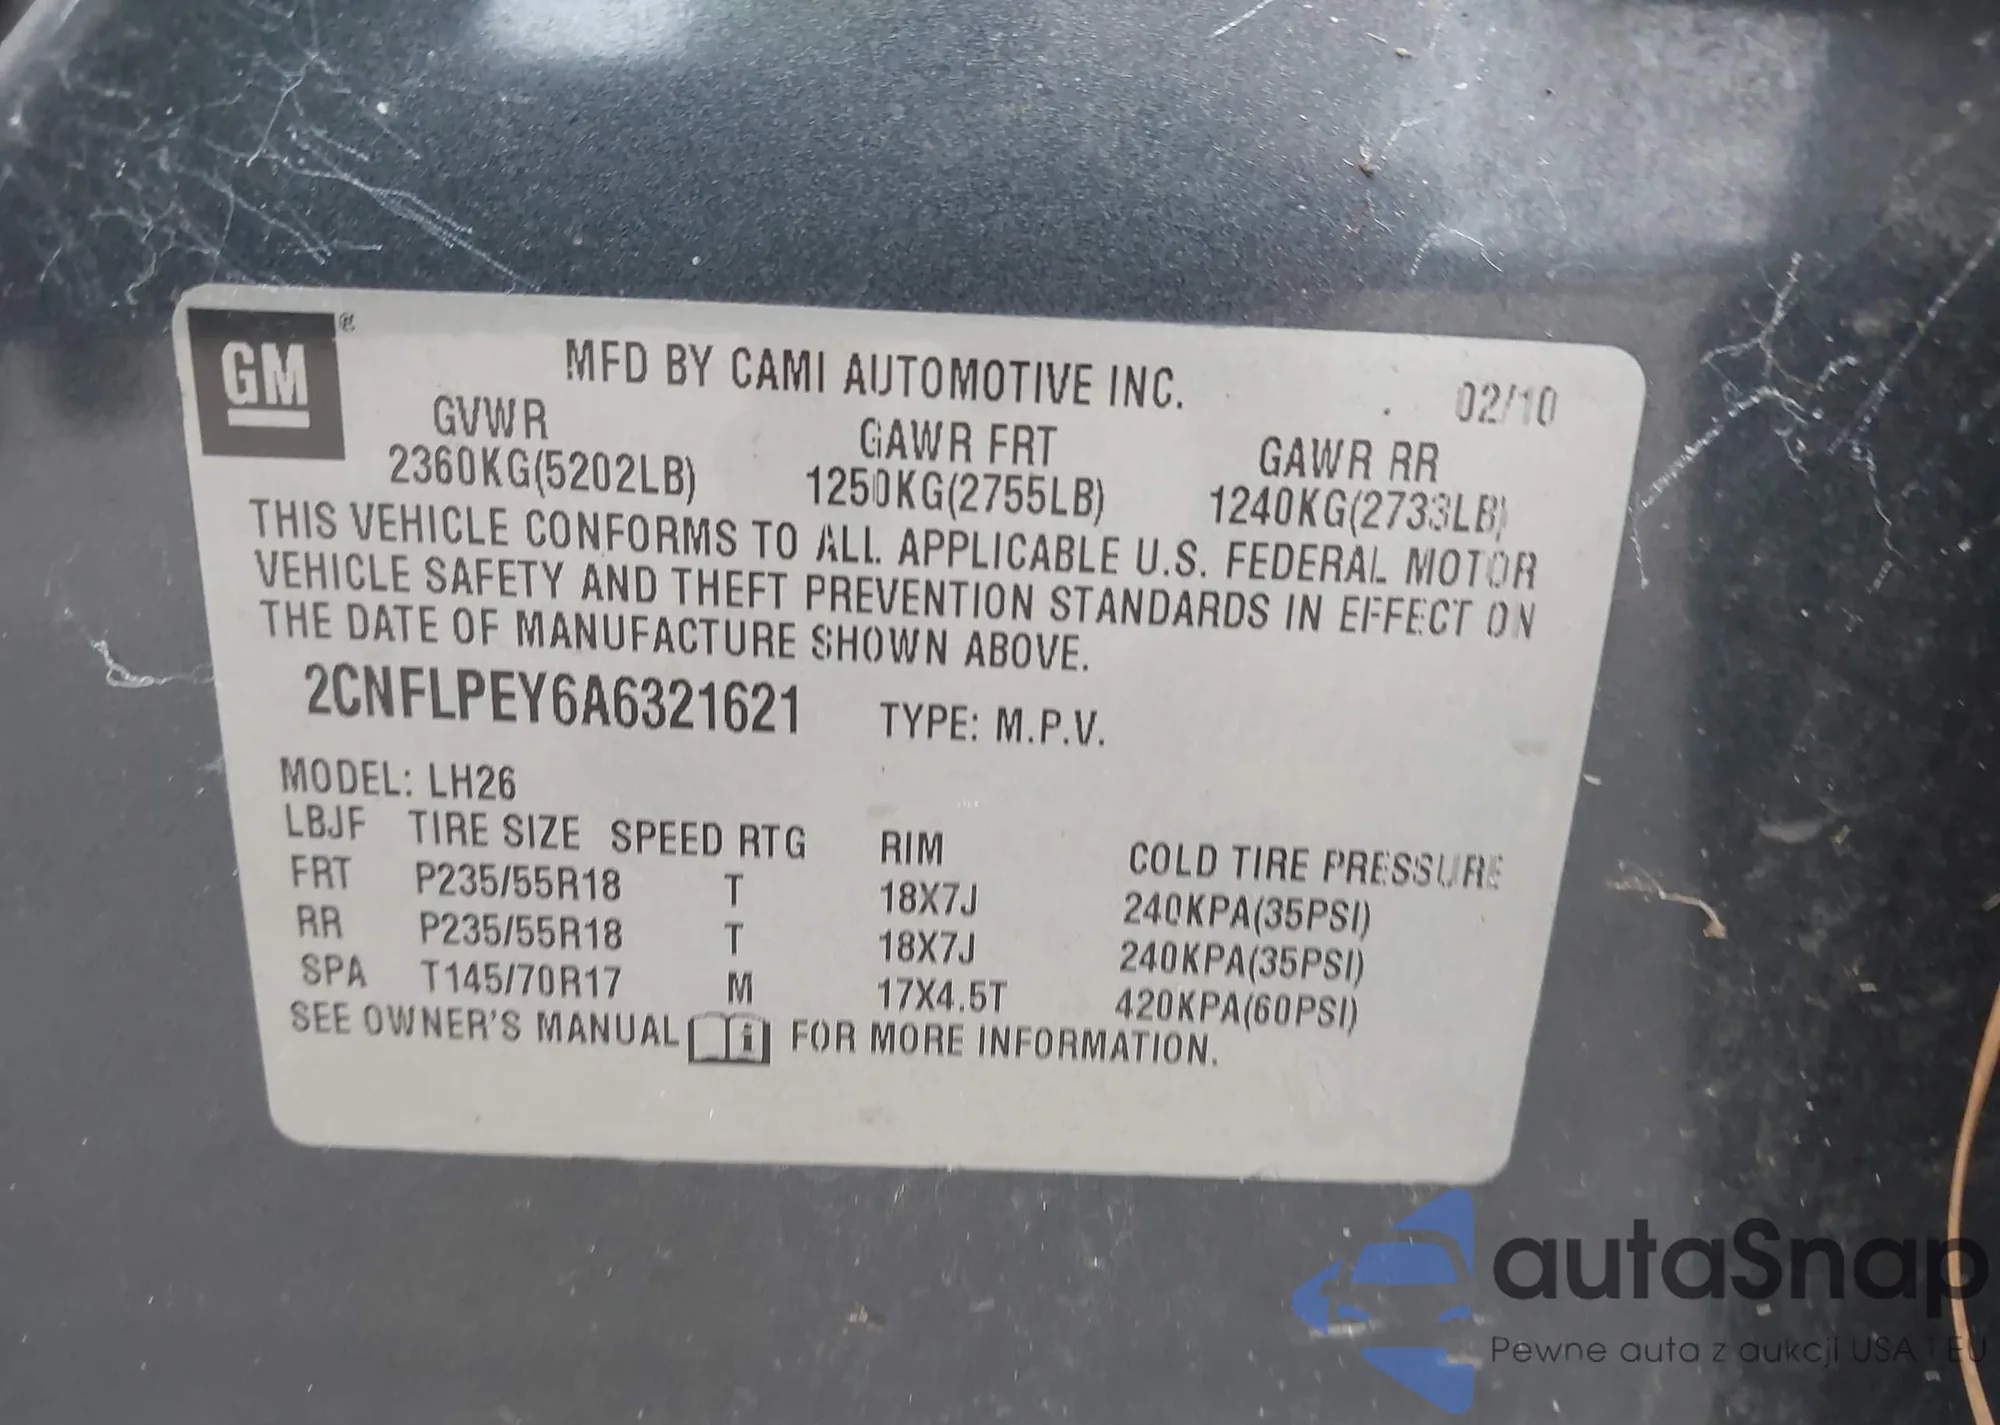 GM ®
MFD BY CAMI AUTOMOTIVE INC. 02/10
GVWR GAWR FRT GAWR RR
2360KG(5202LB) 1250KG(2755LB) 1240KG(2733LB)
THIS VEHICLE CONFORMS TO ALL APPLICABLE U.S. FEDERAL MOTOR
VEHICLE SAFETY AND THEFT PREVENTION STANDARDS IN EFFECT ON
THE DATE OF MANUFACTURE SHOWN ABOVE.
2CNFLPEY6A6321621 TYPE: M.P.V.
MODEL: LH26
LBJF TIRE SIZE SPEED RTG RIM COLD TIRE PRESSURE
FRT P235/55R18 T 18X7J 240KPA(35PSI)
RR P235/55R18 T 18X7J 240KPA(35PSI)
SPA T145/70R17 M 17X4.5T 420KPA(60PSI)
SEE OWNER'S MANUAL i FOR MORE INFORMATION.
autaSnap
Pewne auta z aukcji USA i EU